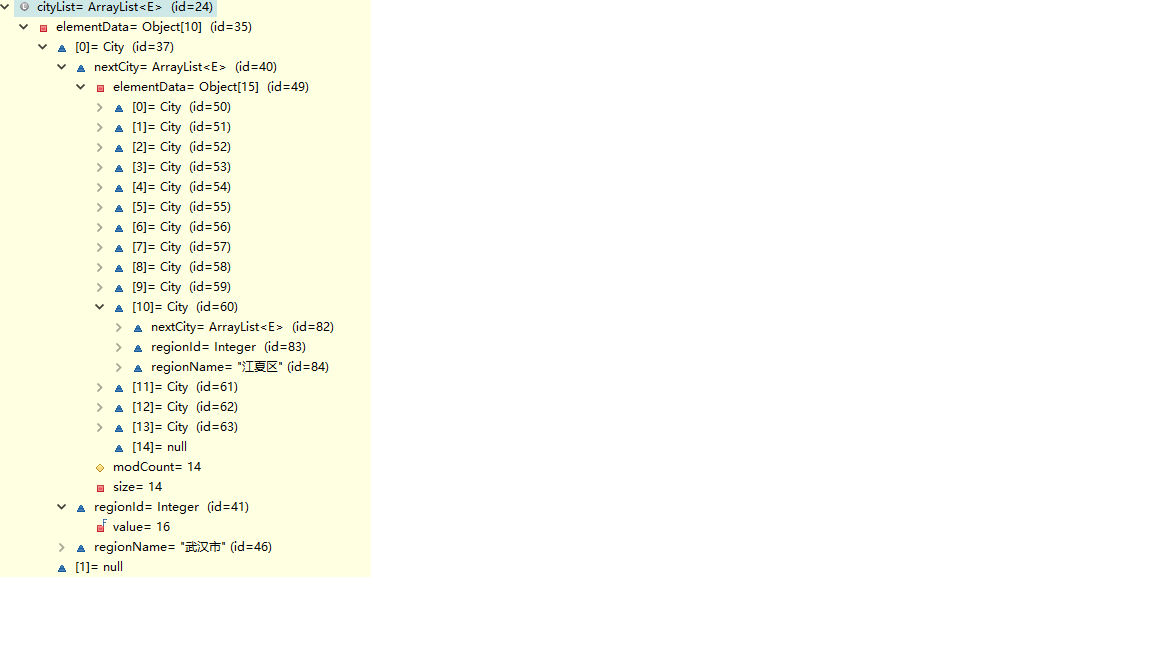 cityList= ArrayList<E> (id=24)
elementData= Object[10] (id=35)
[0]= City (id=37)
nextCity= ArrayList<E> (id=40)
elementData= Object[15] (id=49)
[0]= City (id=50)
[1]= City (id=51)
[2]= City (id=52)
[3]= City (id=53)
[4]= City (id=54)
[5]= City (id=55)
[6]= City (id=56)
[7]= City (id=57)
[8]= City (id=58)
[9]= City (id=59)
[10]= City (id=60)
nextCity= ArrayList<E> (id=82)
regionId= Integer (id=83)
regionName= "江夏区" (id=84)
[11]= City (id=61)
[12]= City (id=62)
[13]= City (id=63)
[14]= null
modCount= 14
size= 14
regionId= Integer (id=41)
value= 16
regionName= "武汉市" (id=46)
[1]= null